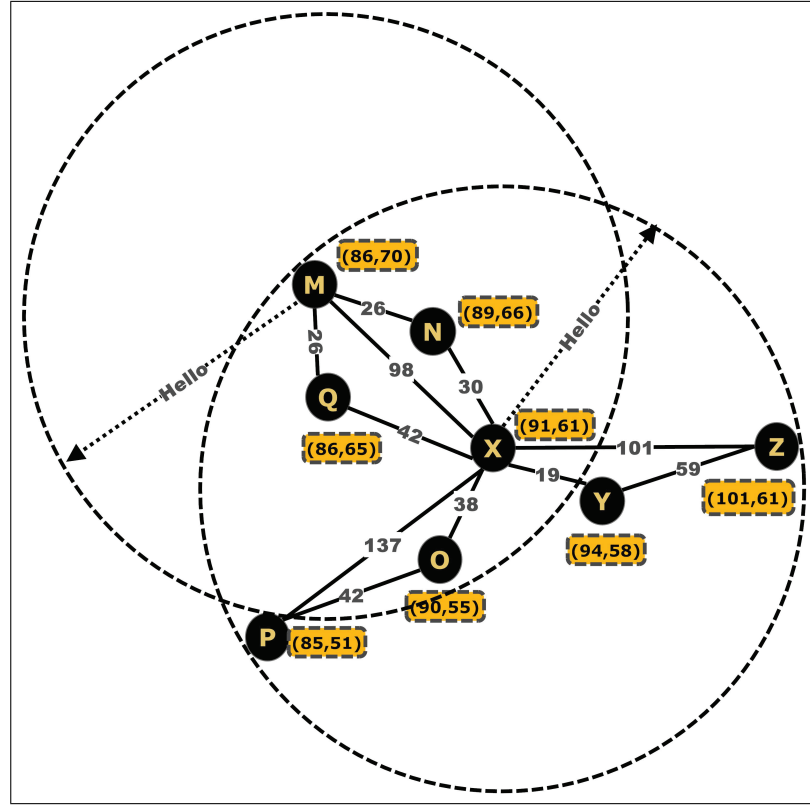 (86,70)
M
26
N
(89,66)
Hello
26
98
30
Hello
Q
42
(86,65)
(91,61)
X
101
Z
19
59
(101,61)
Y
38
(94,58)
137
O
42
(90,55)
P
(85,51)